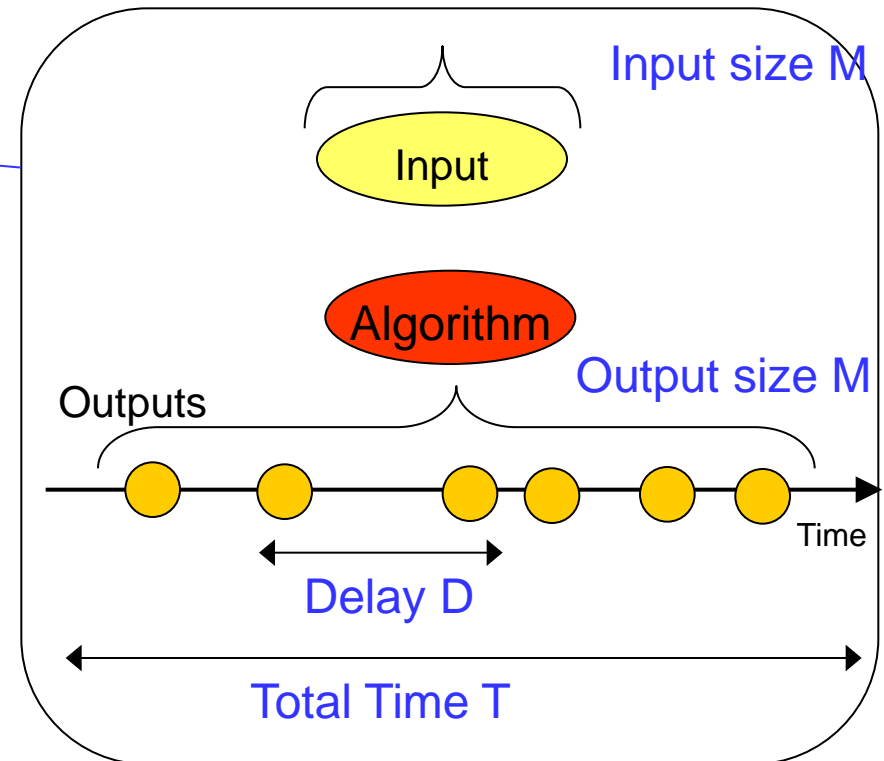 Input size M
Input
Algorithm
Output size M
Outputs
Time
Delay D
Total Time T